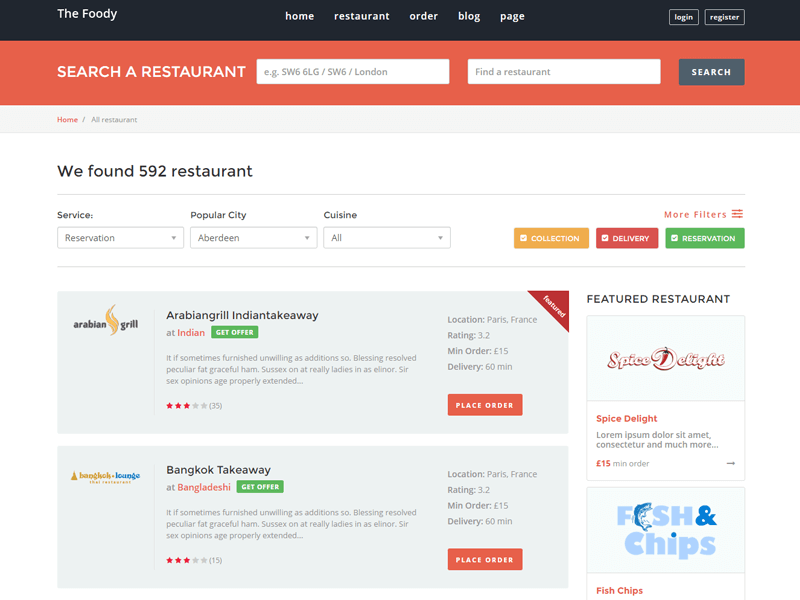 The Foody
home restaurant order blog page
login register
SEARCH A RESTAURANT
e.g. SW6 6LG / SW6 / London
Find a restaurant
SEARCH
Home / All restaurant
We found 592 restaurant
Service:
Popular City
Cuisine
More Filters
Reservation
Aberdeen
All
COLLECTION
DELIVERY
RESERVATION
arabian grill
Arabiangrill Indiantakeaway
at Indian GET OFFER
It if sometimes furnished unwilling as additions so. Blessing resolved
peculiar fat graceful ham. Sussex on at really ladies in as elinor. Sir
sex opinions age properly extended...
(35)
Location: Paris, France
Rating: 3.2
Min Order: £15
Delivery: 60 min
PLACE ORDER
featured
bangkok lounge
thai restaurant
Bangkok Takeaway
at Bangladeshi GET OFFER
It if sometimes furnished unwilling as additions so. Blessing resolved
peculiar fat graceful ham. Sussex on at really ladies in as elinor. Sir
sex opinions age properly extended...
(15)
Location: Paris, France
Rating: 3.2
Min Order: £15
Delivery: 60 min
PLACE ORDER
FEATURED RESTAURANT
Spice Delight
Spice Delight
Lorem ipsum dolor sit amet,
consectetur and much more...
£15 min order
FISH &
Chips
Fish Chips